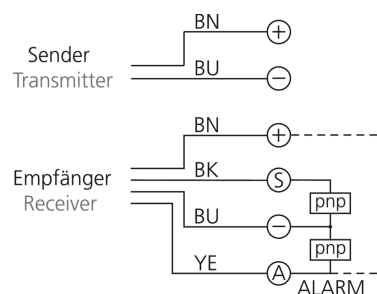 BN
+
Sender
Transmitter
BU
−
BN
+
Empfänger
Receiver
BK
S
pnp
BU
−
pnp
YE
A
ALARM